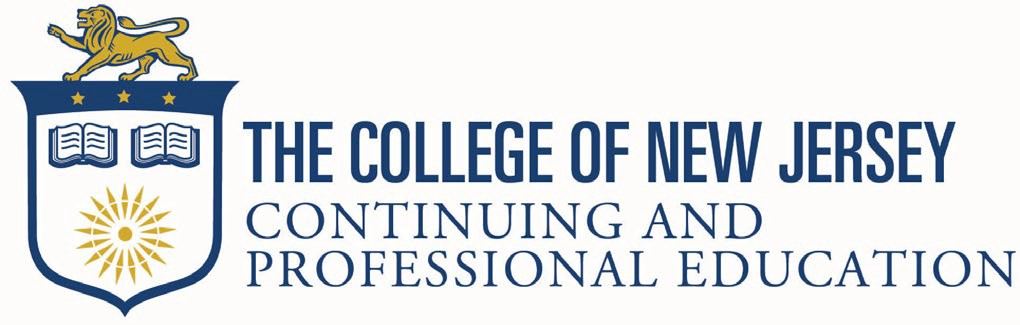 THE COLLEGE OF NEW JERSEY
CONTINUING AND
PROFESSIONAL EDUCATION